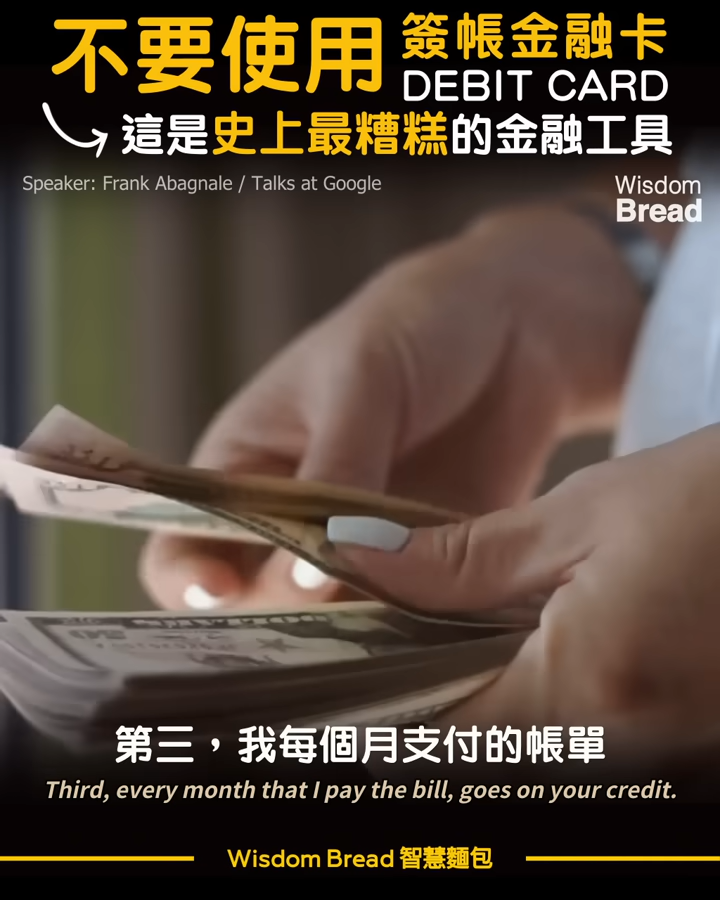 不要使用 簽帳金融卡
DEBIT CARD
這是史上最糟糕的金融工具
Speaker: Frank Abagnale / Talks at Google
Wisdom
Bread
第三，我每個月支付的帳單
Third, every month that I pay the bill, goes on your credit.
Wisdom Bread 智慧麵包